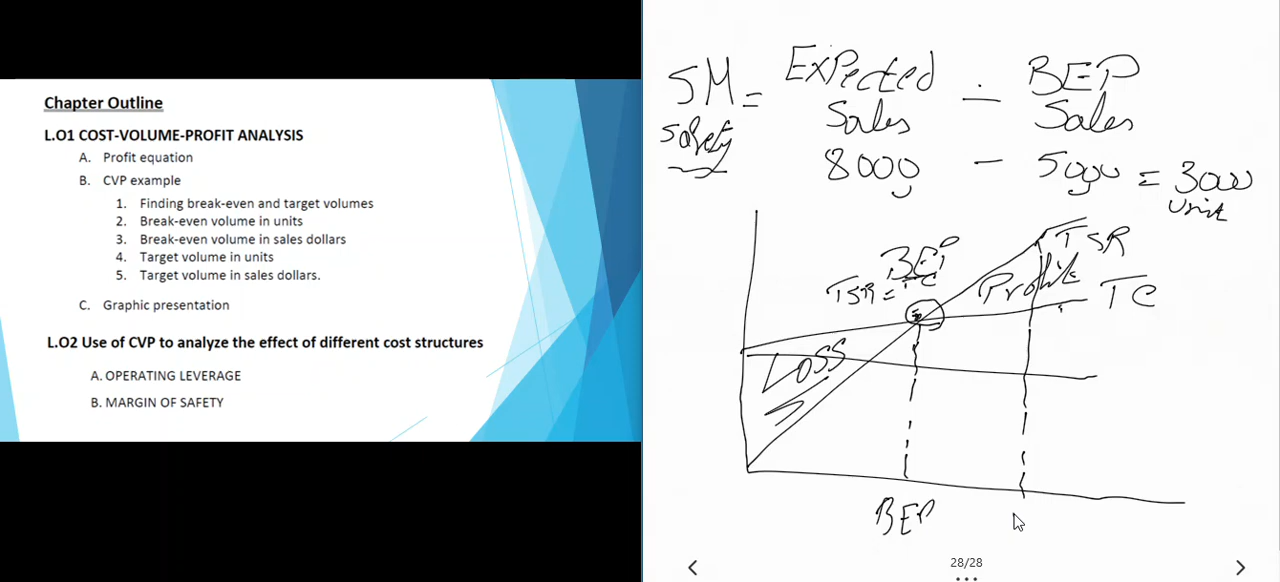 Chapter Outline
L.O1 COST-VOLUME-PROFIT ANALYSIS
A. Profit equation
B. CVP example
1. Finding break-even and target volumes
2. Break-even volume in units
3. Break-even volume in sales dollars
4. Target volume in units
5. Target volume in sales dollars.
C. Graphic presentation
L.O2 Use of CVP to analyze the effect of different cost structures
A. OPERATING LEVERAGE
B. MARGIN OF SAFETY
SM = Expected Sales - BEP Sales
Safety
8000 - 5000 = 3000
unit
BEP
TSR = TC
TSR
Profit
TC
LOSS
BEP
28/28